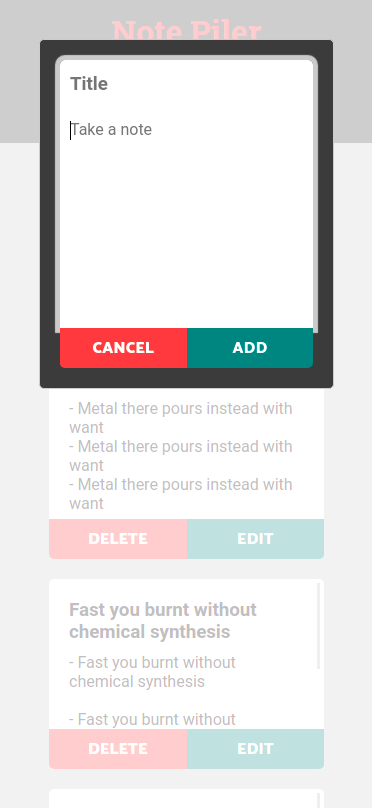 Note Piler
Title
Take a note
CANCEL
ADD
- Metal there pours instead with
want
- Metal there pours instead with
want
- Metal there pours instead with
want
DELETE
EDIT
Fast you burnt without
chemical synthesis
- Fast you burnt without
chemical synthesis
- Fast you burnt without
DELETE
EDIT